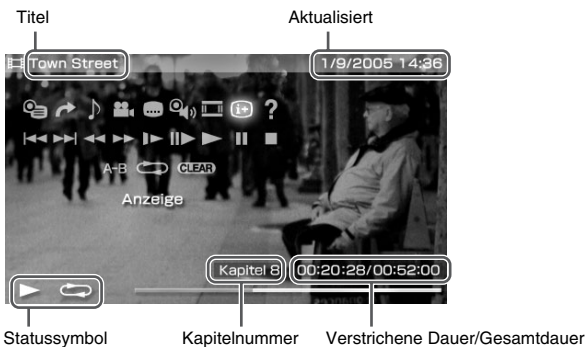 Titel Aktualisiert
Town Street 1/9/2005 14:36
i+ ?
A-B CLEAR
Anzeige
Kapitel 8 00:20:28/00:52:00
Statussymbol Kapitelnummer Verstrichene Dauer/Gesamtdauer